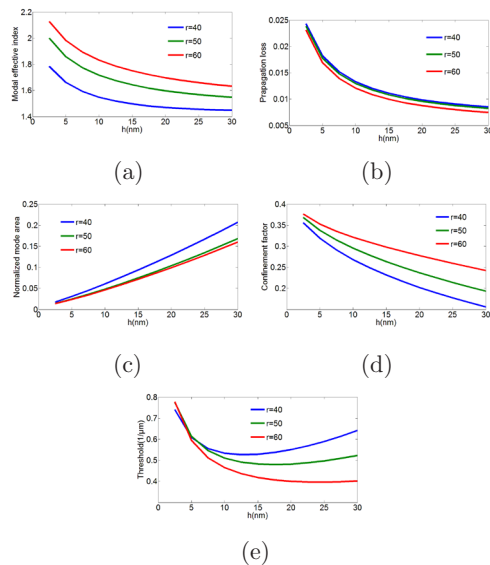 Modal effective index
2.2
2
1.8
1.6
1.4
0
5
10
15
20
25
30
h(nm)
r=40
r=50
r=60
(a)
Prapagation loss
0.025
0.02
0.015
0.01
0.005
0
5
10
15
20
25
30
h(nm)
r=40
r=50
r=60
(b)
Normalized mode area
0.25
0.2
0.15
0.1
0.05
0
0
5
10
15
20
25
30
h(nm)
r=40
r=50
r=60
(c)
Confinement factor
0.4
0.35
0.3
0.25
0.2
0
5
10
15
20
25
30
h(nm)
r=40
r=50
r=60
(d)
Threshold(1/μm)
0.8
0.7
0.6
0.5
0.4
0
5
10
15
20
25
30
h(nm)
r=40
r=50
r=60
(e)